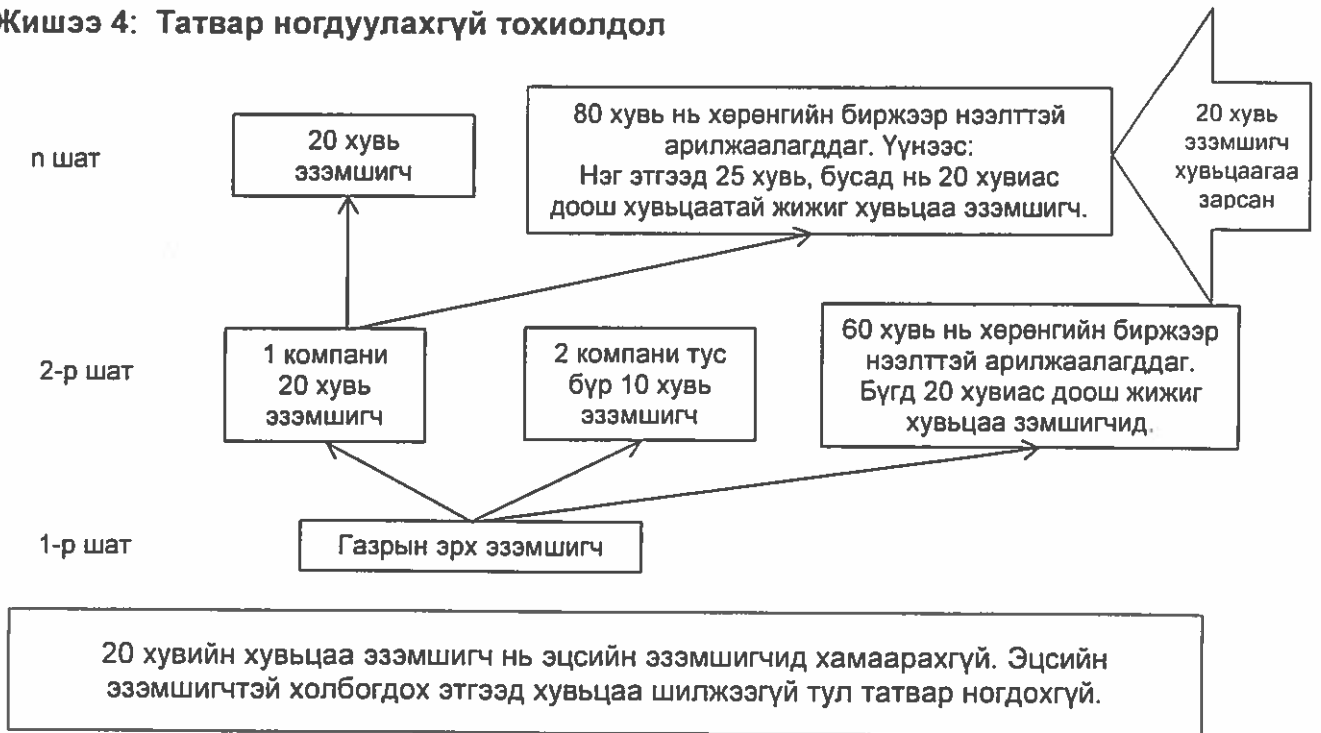 Жишээ 4: Татвар ногдуулахгүй тохиолдол
n шат
20 хувь
эзэмшигч
80 хувь нь хөрөнгийн биржээр нээлттэй
арилжаалагддаг. Үүнээс:
Нэг этгээд 25 хувь, бусад нь 20 хувиас
доош хувьцаатай жижиг хувьцаа эзэмшигч.
20 хувь
эзэмшигч
хувьцаагаа
зарсан
2-р шат
1 компани
20 хувь
эзэмшигч
2 компани тус
бүр 10 хувь
эзэмшигч
60 хувь нь хөрөнгийн биржээр
нээлттэй арилжаалагддаг.
Бүгд 20 хувиас доош жижиг
хувьцаа зэмшигчид.
1-р шат
Газрын эрх эзэмшигч
20 хувийн хувьцаа эзэмшигч нь эцсийн эзэмшигчид хамаарахгүй. Эцсийн
эзэмшигчтэй холбогдох этгээд хувьцаа шилжээгүй тул татвар ногдохгүй.